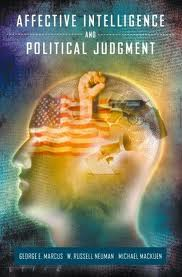 AFFECTIVE INTELLIGENCE
AND
POLITICAL JUDGMENT
GEORGE E. MARCUS W. RUSSELL NEUMAN MICHAEL MACKUEN